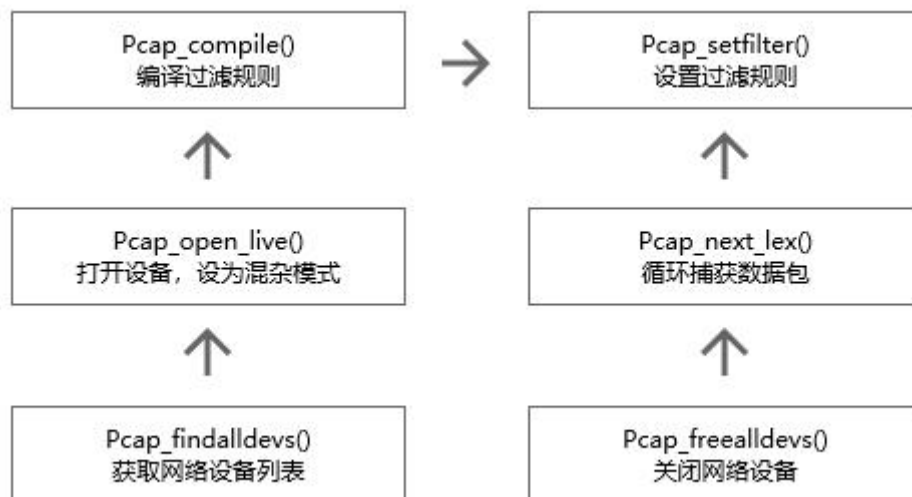 Pcap_compile()
编译过滤规则
Pcap_setfilter()
设置过滤规则
Pcap_open_live()
打开设备，设为混杂模式
Pcap_next_lex()
循环捕获数据包
Pcap_findalldevs()
获取网络设备列表
Pcap_freealldevs()
关闭网络设备